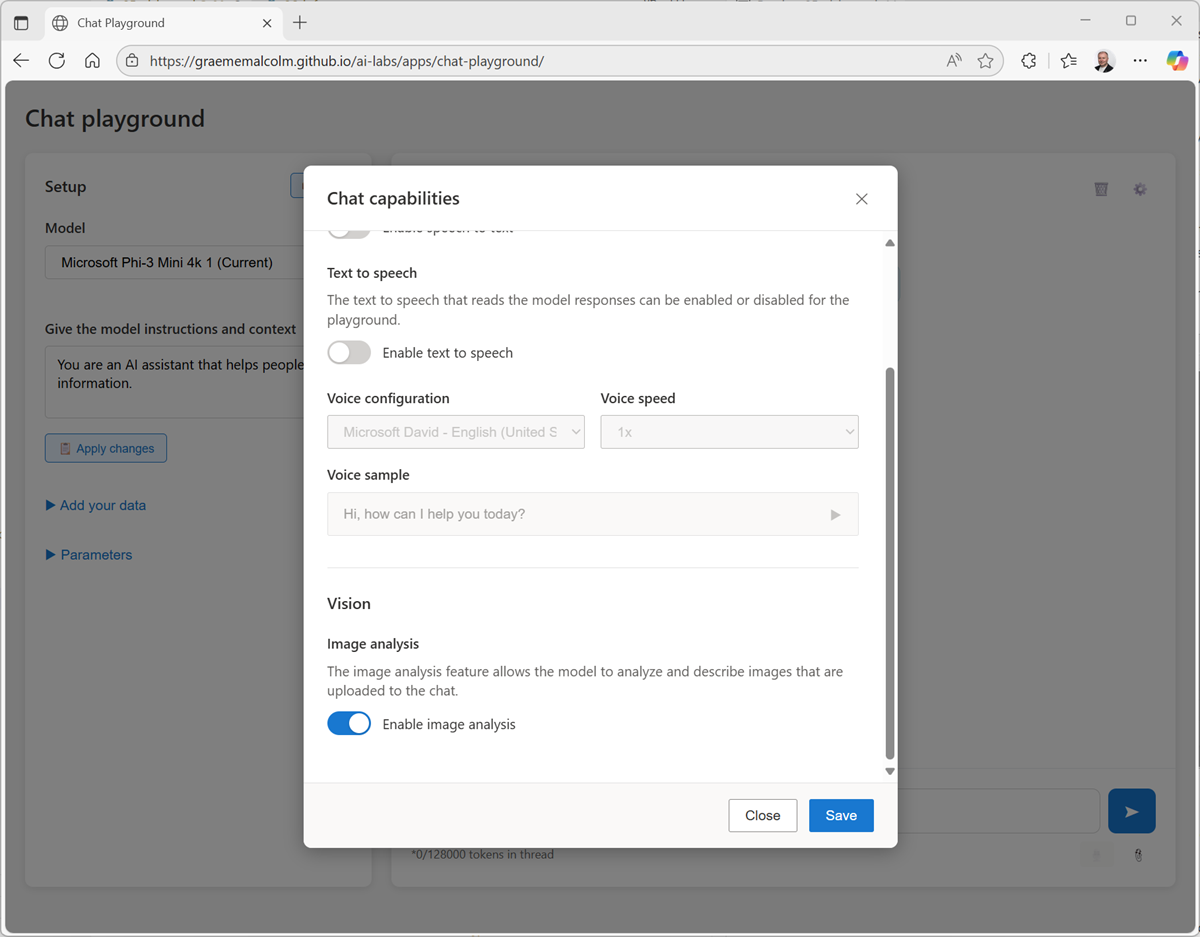 Chat Playground
https://graememalcolm.github.io/ai-labs/apps/chat-playground/
Chat playground
Setup
Model
Microsoft Phi-3 Mini 4k 1 (Current)
Give the model instructions and context
You are an AI assistant that helps people
information.
Apply changes
Add your data
Parameters
Chat capabilities
Enable speech to text
Text to speech
The text to speech that reads the model responses can be enabled or disabled for the
playground.
Enable text to speech
Voice configuration
Voice speed
Microsoft David - English (United S
1x
Voice sample
Hi, how can I help you today?
Vision
Image analysis
The image analysis feature allows the model to analyze and describe images that are
uploaded to the chat.
Enable image analysis
Close
Save
*0/128000 tokens in thread